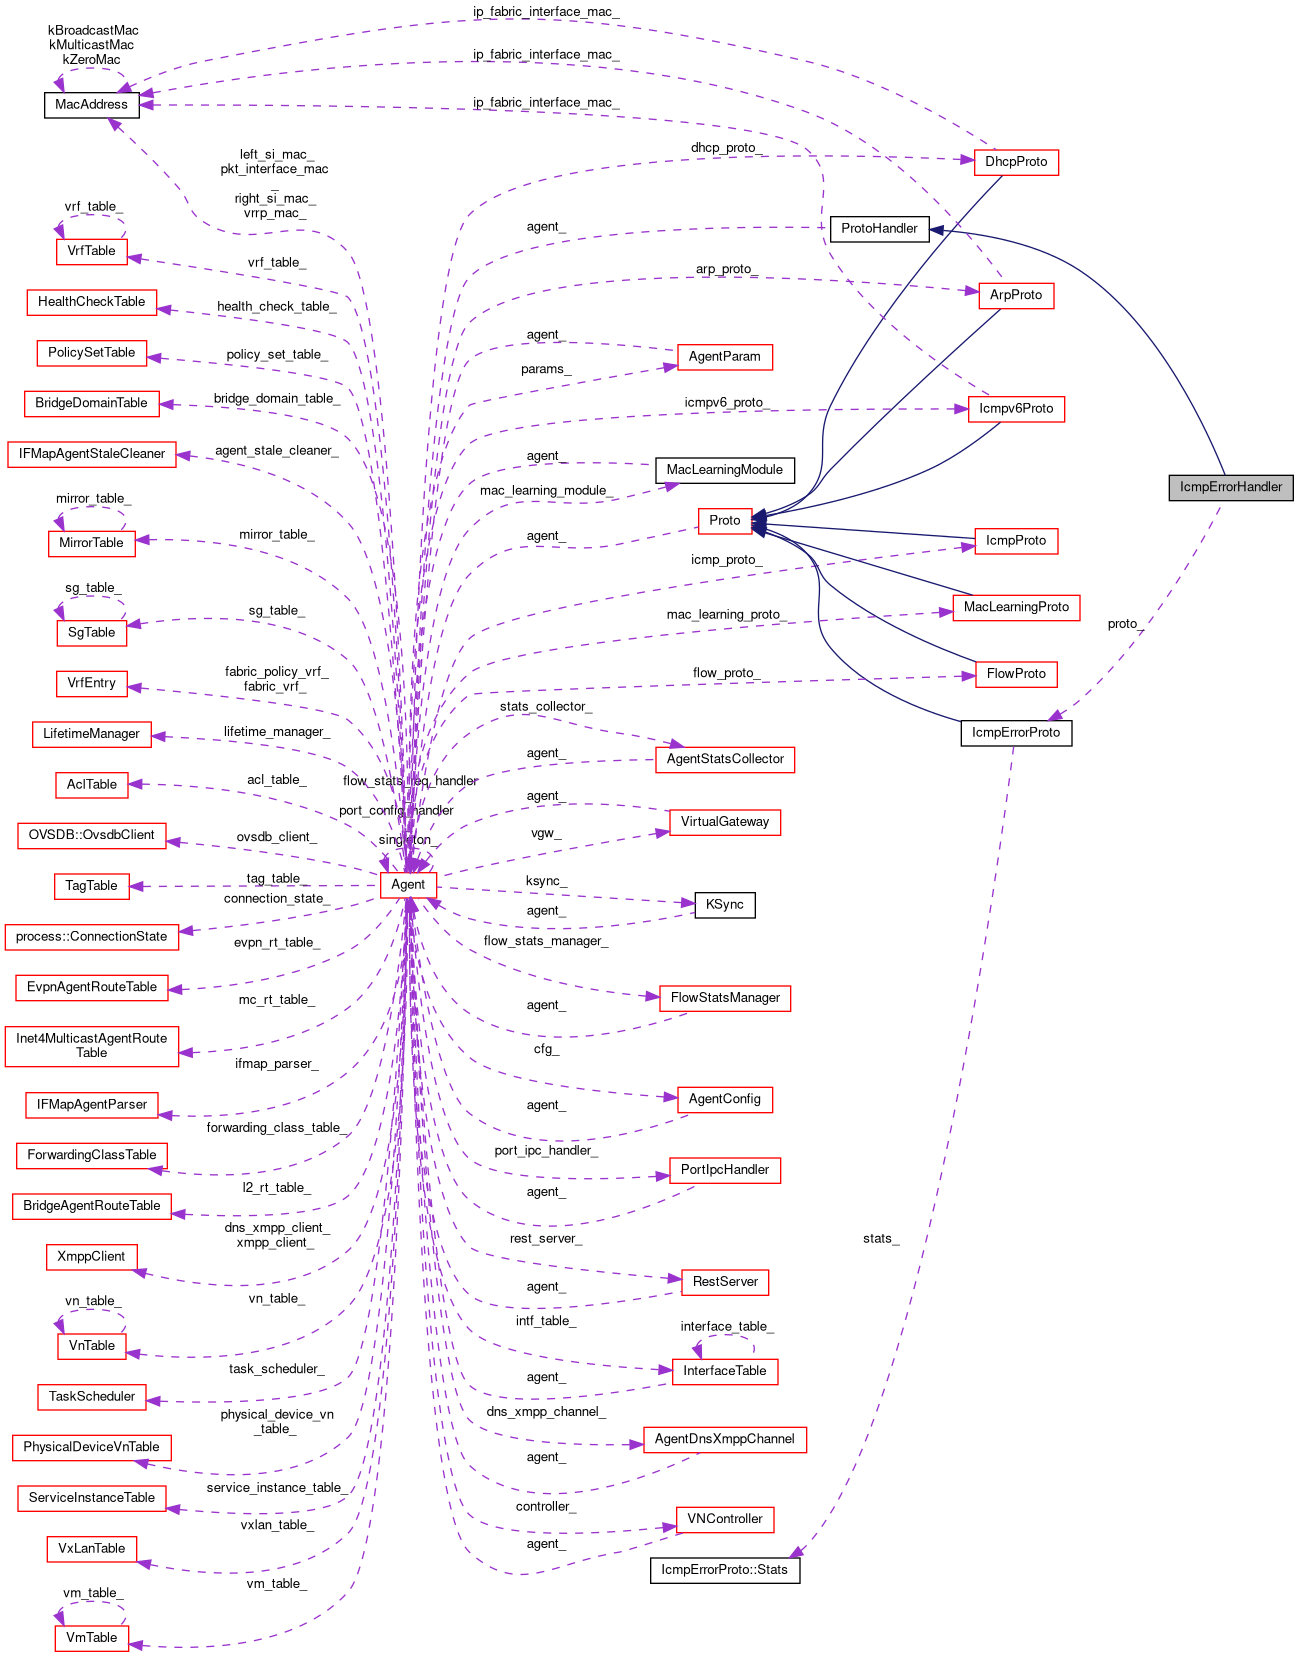 ip_fabric_interface_mac_
kBroadcastMac
kMulticastMac
kZeroMac
ip_fabric_interface_mac_
MacAddress
ip_fabric_interface_mac_
left_si_mac_
pkt_interface_mac
_
right_si_mac_
vrrp_mac_
dhcp_proto_
DhcpProto
vrf_table_
VrfTable
agent_
ProtoHandler
vrf_table_
arp_proto_
ArpProto
HealthCheckTable
health_check_table_
PolicySetTable
policy_set_table_
agent_
AgentParam
params_
BridgeDomainTable
bridge_domain_table_
icmpv6_proto_
Icmpv6Proto
IFMapAgentStaleCleaner
agent_stale_cleaner_
agent_
MacLearningModule
mac_learning_module_
IcmpErrorHandler
mirror_table_
MirrorTable
mirror_table_
agent_
Proto
IcmpProto
icmp_proto_
sg_table_
SgTable
sg_table_
mac_learning_proto_
MacLearningProto
proto_
VrfEntry
fabric_policy_vrf_
fabric_vrf_
flow_proto_
FlowProto
LifetimeManager
lifetime_manager_
stats_collector_
IcmpErrorProto
AclTable
acl_table_
agent_
AgentStatsCollector
flow_stats_req_handler
port_config_handler
singleton_
OVSDB::OvsdbClient
ovsdb_client_
agent_
VirtualGateway
vgw_
TagTable
tag_table_
Agent
ksync_
KSync
agent_
process::ConnectionState
connection_state_
flow_stats_manager_
EvpnAgentRouteTable
evpn_rt_table_
FlowStatsManager
agent_
Inet4MulticastAgentRoute
Table
mc_rt_table_
cfg_
IFMapAgentParser
ifmap_parser_
AgentConfig
agent_
ForwardingClassTable
forwarding_class_table_
port_ipc_handler_
PortIpcHandler
BridgeAgentRouteTable
l2_rt_table_
agent_
XmppClient
dns_xmpp_client_
xmpp_client_
rest_server_
stats_
RestServer
agent_
vn_table_
VnTable
vn_table_
intf_table_
interface_table_
InterfaceTable
agent_
TaskScheduler
task_scheduler_
dns_xmpp_channel_
PhysicalDeviceVnTable
physical_device_vn
_table_
AgentDnsXmppChannel
agent_
ServiceInstanceTable
service_instance_table_
controller_
VNController
VxLanTable
vxlan_table_
agent_
IcmpErrorProto::Stats
vm_table_
VmTable
vm_table_